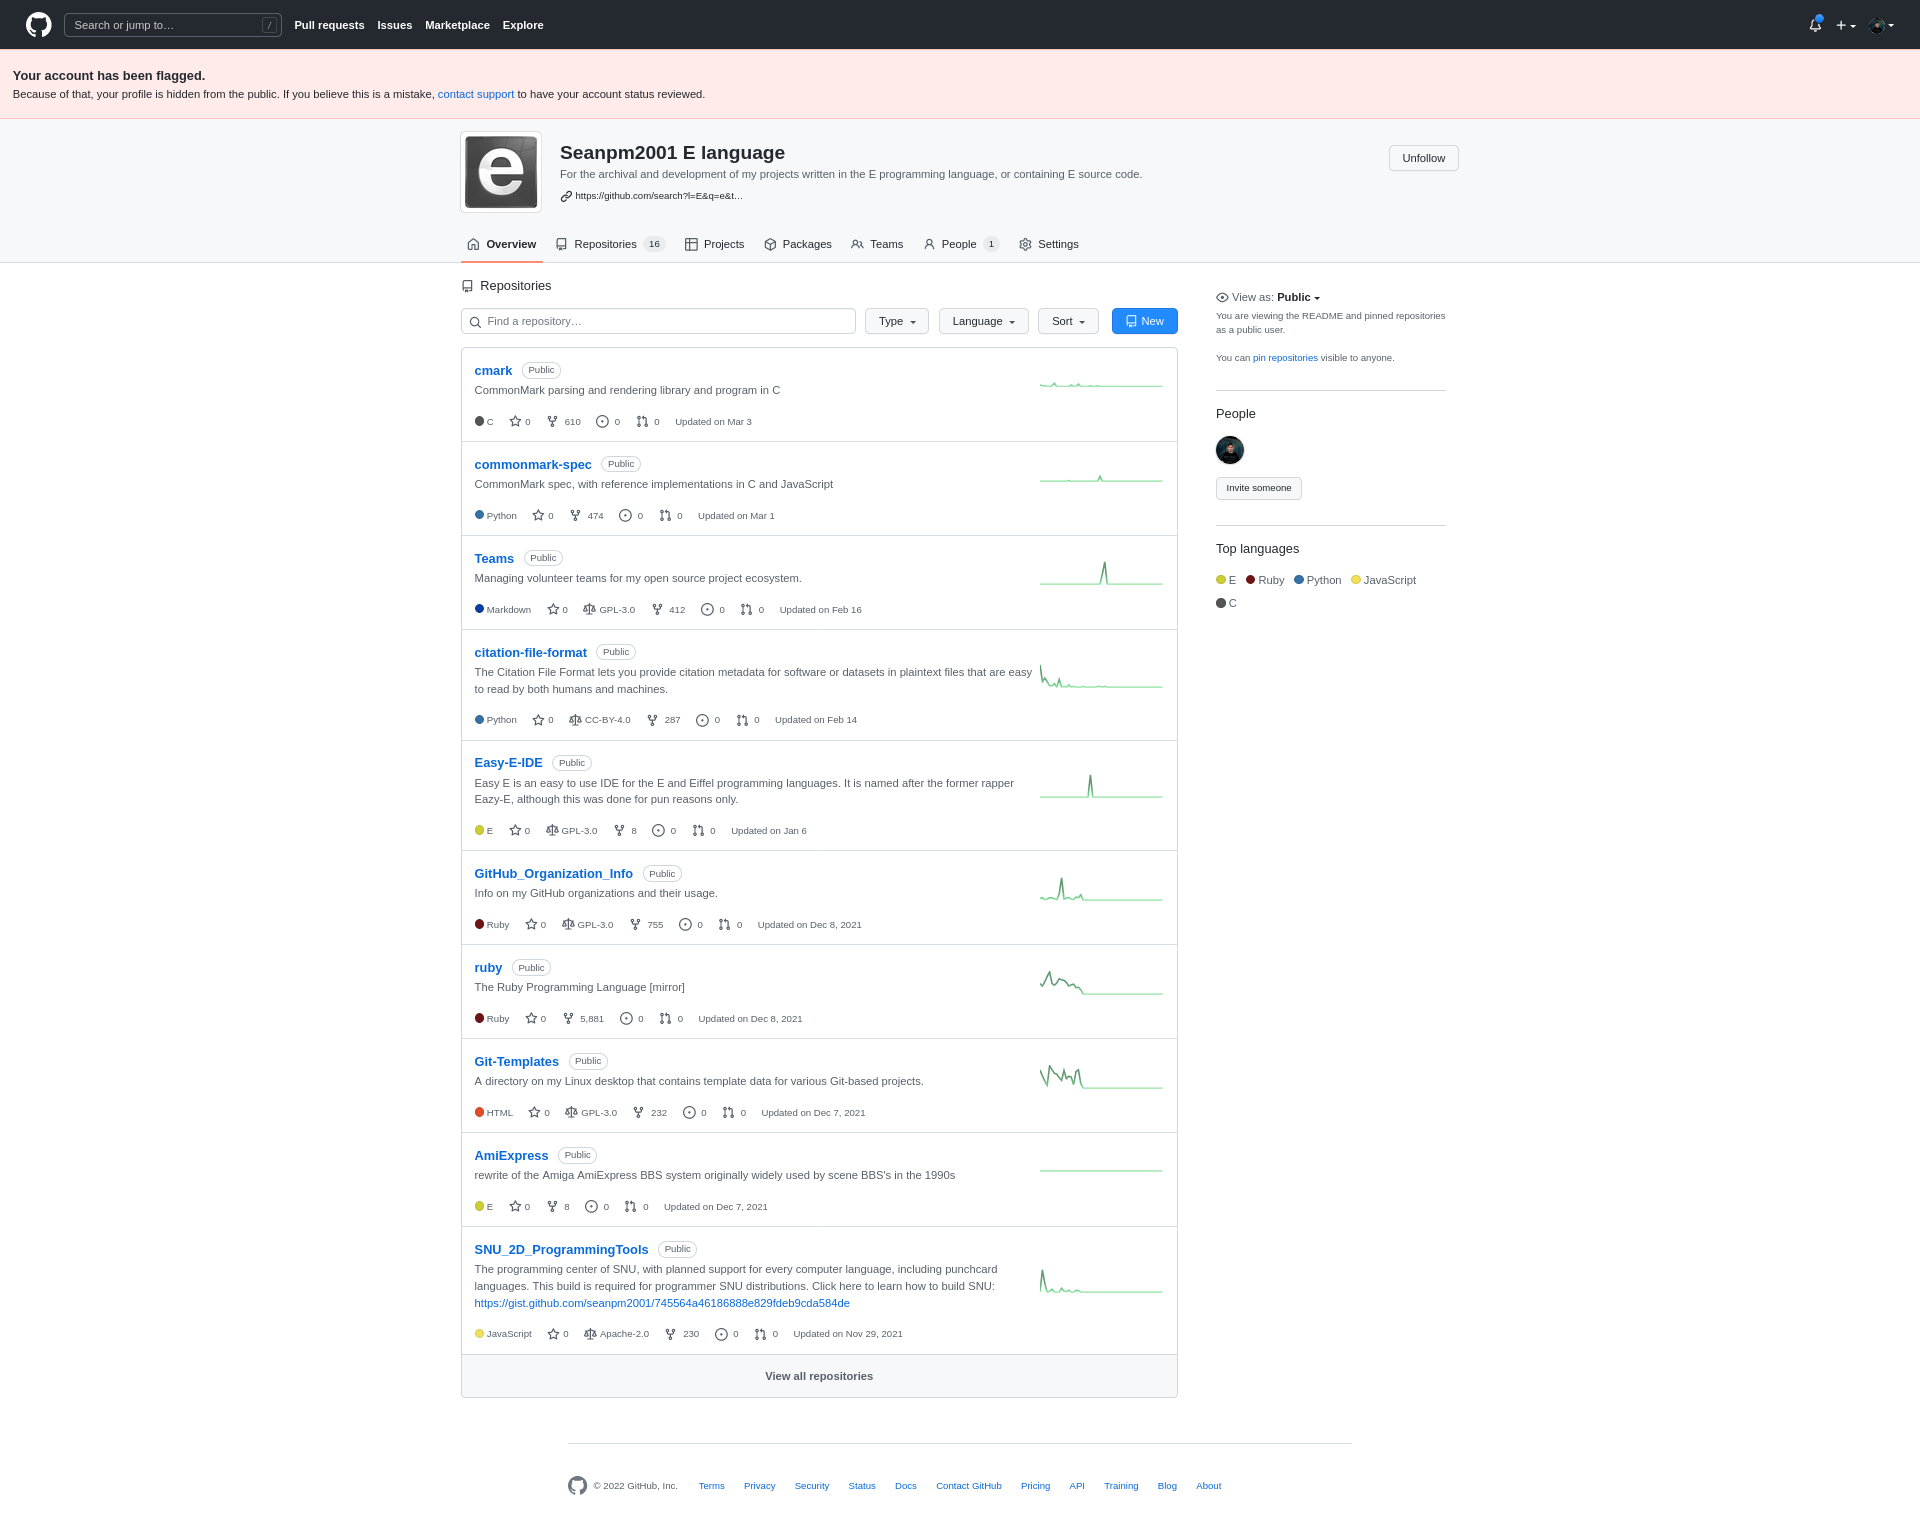 Search or jump to… /
Pull requests Issues Marketplace Explore
Your account has been flagged.
Because of that, your profile is hidden from the public. If you believe this is a mistake, contact support to have your account status reviewed.
e
Seanpm2001 E language
For the archival and development of my projects written in the E programming language, or containing E source code.
https://github.com/search?l=E&q=e&t…
Unfollow
Overview Repositories 16 Projects Packages Teams People 1 Settings
Repositories
Find a repository… Type Language Sort New
cmark Public
CommonMark parsing and rendering library and program in C
C 0 610 0 0 Updated on Mar 3
commonmark-spec Public
CommonMark spec, with reference implementations in C and JavaScript
Python 0 474 0 0 Updated on Mar 1
Teams Public
Managing volunteer teams for my open source project ecosystem.
Markdown 0 GPL-3.0 412 0 0 Updated on Feb 16
citation-file-format Public
The Citation File Format lets you provide citation metadata for software or datasets in plaintext files that are easy
to read by both humans and machines.
Python 0 CC-BY-4.0 287 0 0 Updated on Feb 14
Easy-E-IDE Public
Easy E is an easy to use IDE for the E and Eiffel programming languages. It is named after the former rapper
Eazy-E, although this was done for pun reasons only.
E 0 GPL-3.0 8 0 0 Updated on Jan 6
GitHub_Organization_Info Public
Info on my GitHub organizations and their usage.
Ruby 0 GPL-3.0 755 0 0 Updated on Dec 8, 2021
ruby Public
The Ruby Programming Language [mirror]
Ruby 0 5,881 0 0 Updated on Dec 8, 2021
Git-Templates Public
A directory on my Linux desktop that contains template data for various Git-based projects.
HTML 0 GPL-3.0 232 0 0 Updated on Dec 7, 2021
AmiExpress Public
rewrite of the Amiga AmiExpress BBS system originally widely used by scene BBS's in the 1990s
E 0 8 0 0 Updated on Dec 7, 2021
SNU_2D_ProgrammingTools Public
The programming center of SNU, with planned support for every computer language, including punchcard
languages. This build is required for programmer SNU distributions. Click here to learn how to build SNU:
https://gist.github.com/seanpm2001/745564a46186888e829fdeb9cda584de
JavaScript 0 Apache-2.0 230 0 0 Updated on Nov 29, 2021
View all repositories
View as: Public
You are viewing the README and pinned repositories
as a public user.
You can pin repositories visible to anyone.
People
Invite someone
Top languages
E Ruby Python JavaScript
C
© 2022 GitHub, Inc. Terms Privacy Security Status Docs Contact GitHub Pricing API Training Blog About